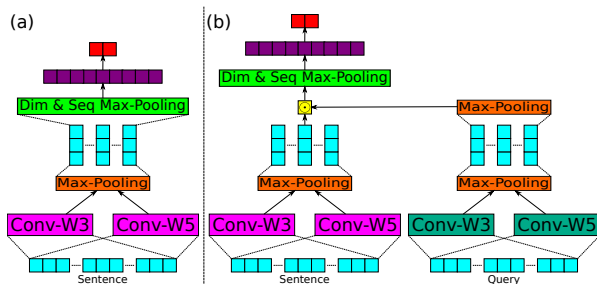 (a)
Dim & Seq Max-Pooling
Max-Pooling
Conv-W3 Conv-W5
Sentence
(b)
Dim & Seq Max-Pooling
Max-Pooling
Max-Pooling Max-Pooling
Conv-W3 Conv-W5 Conv-W3 Conv-W5
Sentence Query